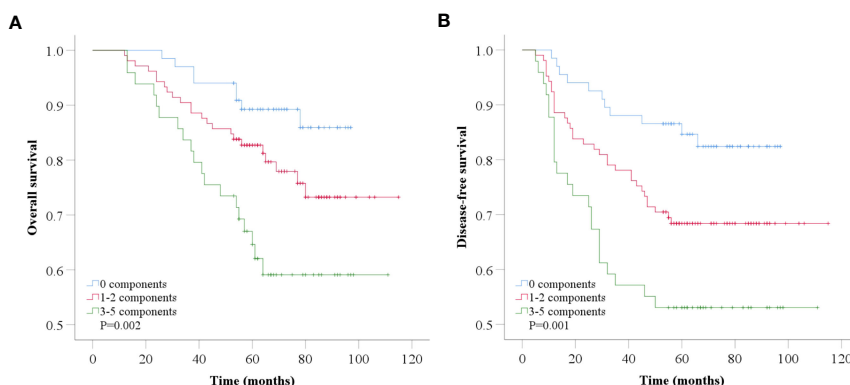 A
1.0
0.9
0.8
0.7
0.6
0.5
Overall survival
0 components
1-2 components
3-5 components
P=0.002
0 20 40 60 80 100 120
Time (months)
B
1.0
0.9
0.8
0.7
0.6
0.5
Disease-free survival
0 components
1-2 components
3-5 components
P=0.001
0 20 40 60 80 100 120
Time (months)